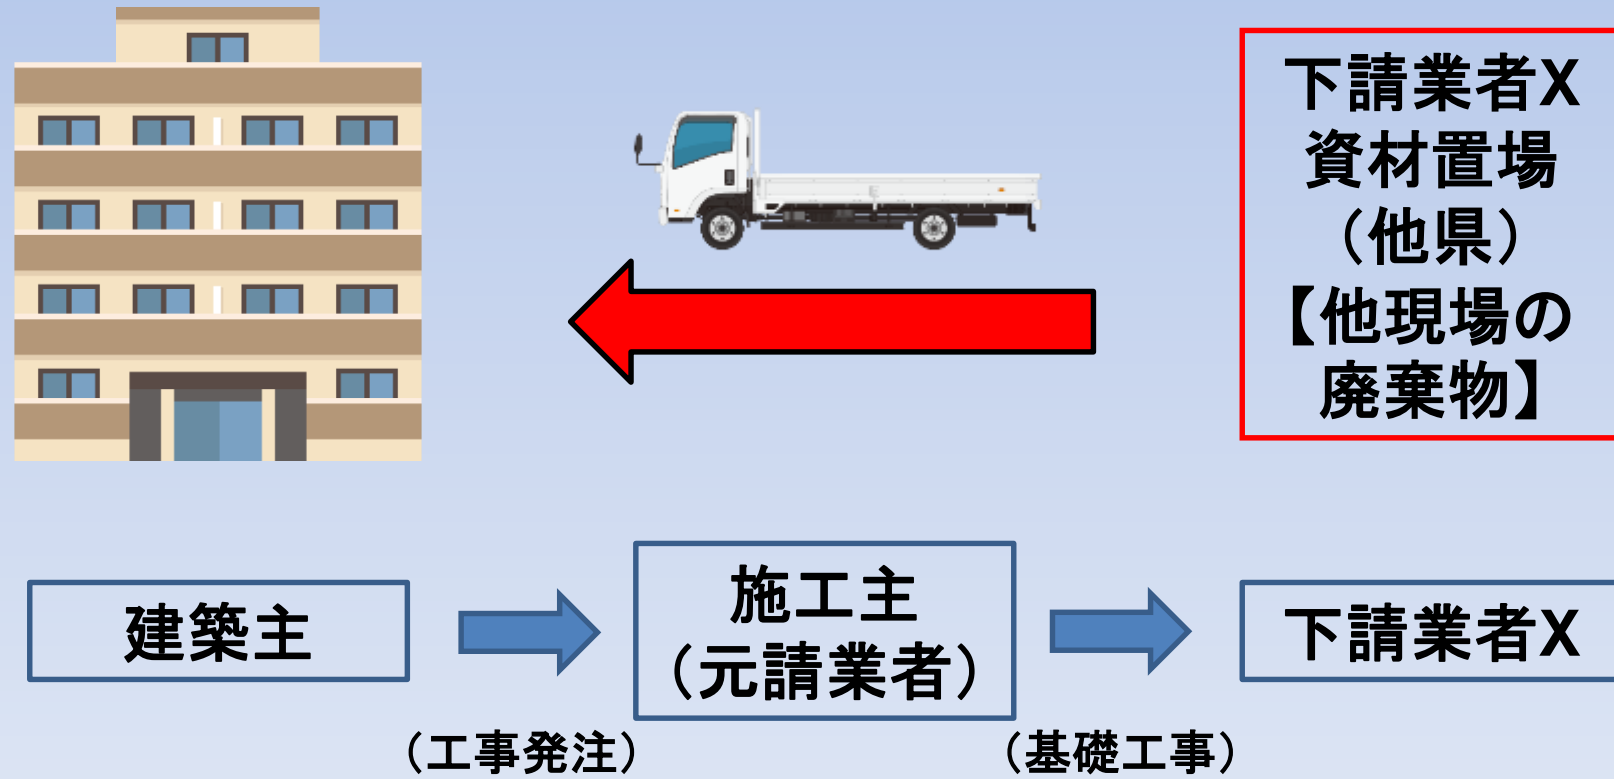 下請業者X
資材置場
（他県）
【他現場の
廃棄物】
建築主
施工主
（元請業者）
下請業者X
（工事発注）
（基礎工事）